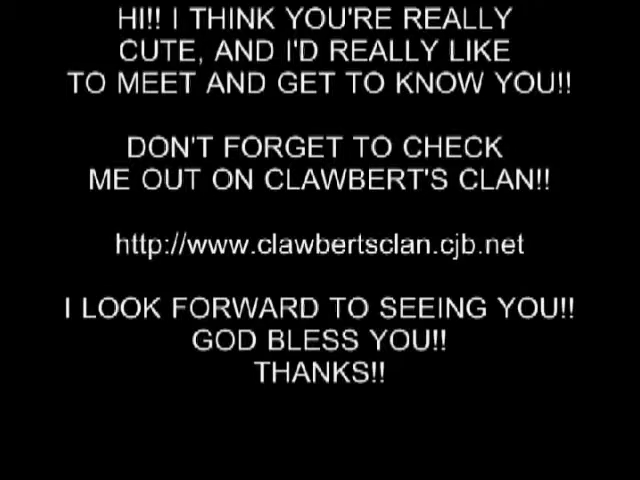 HI!! I THINK YOU'RE REALLY
CUTE, AND I'D REALLY LIKE
TO MEET AND GET TO KNOW YOU!!
DON'T FORGET TO CHECK
ME OUT ON CLAWBERT'S CLAN!!
http://www.clawbertsclan.cjb.net
I LOOK FORWARD TO SEEING YOU!!
GOD BLESS YOU!!
THANKS!!